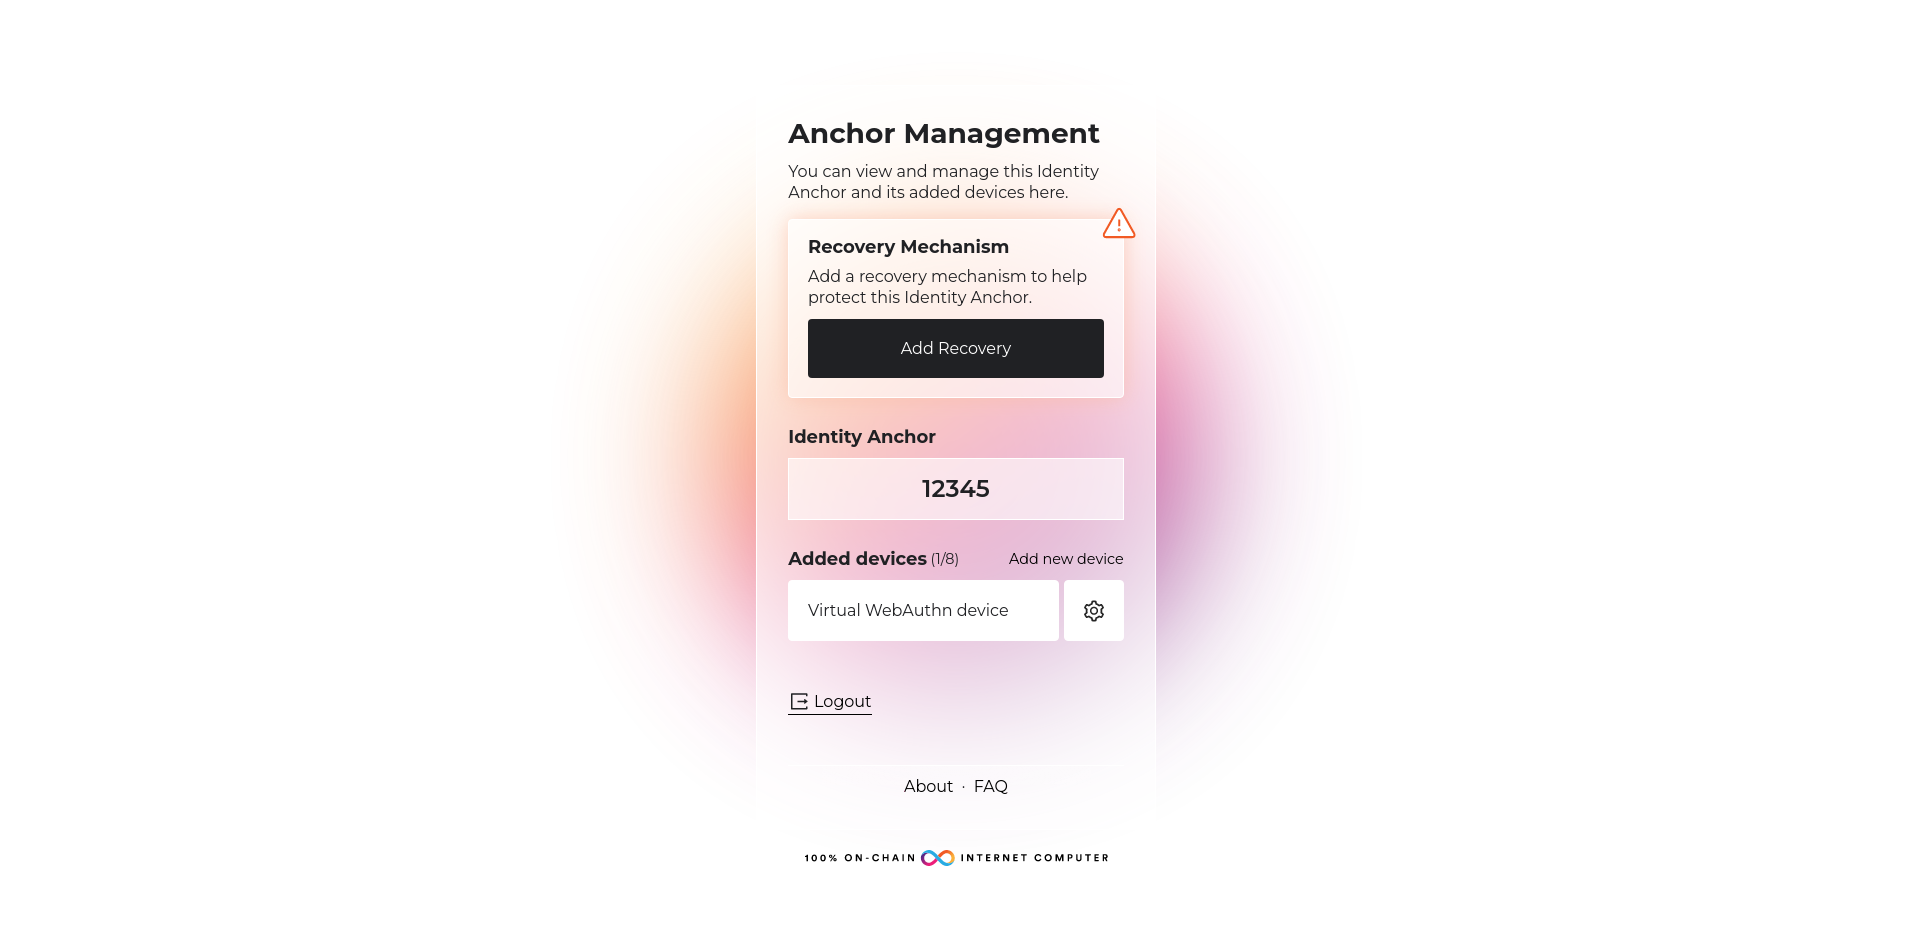 Anchor Management
You can view and manage this Identity
Anchor and its added devices here.
Recovery Mechanism
Add a recovery mechanism to help
protect this Identity Anchor.
Add Recovery
Identity Anchor
12345
Added devices (1/8) Add new device
Virtual WebAuthn device
Logout
About · FAQ
100% ON-CHAIN INTERNET COMPUTER